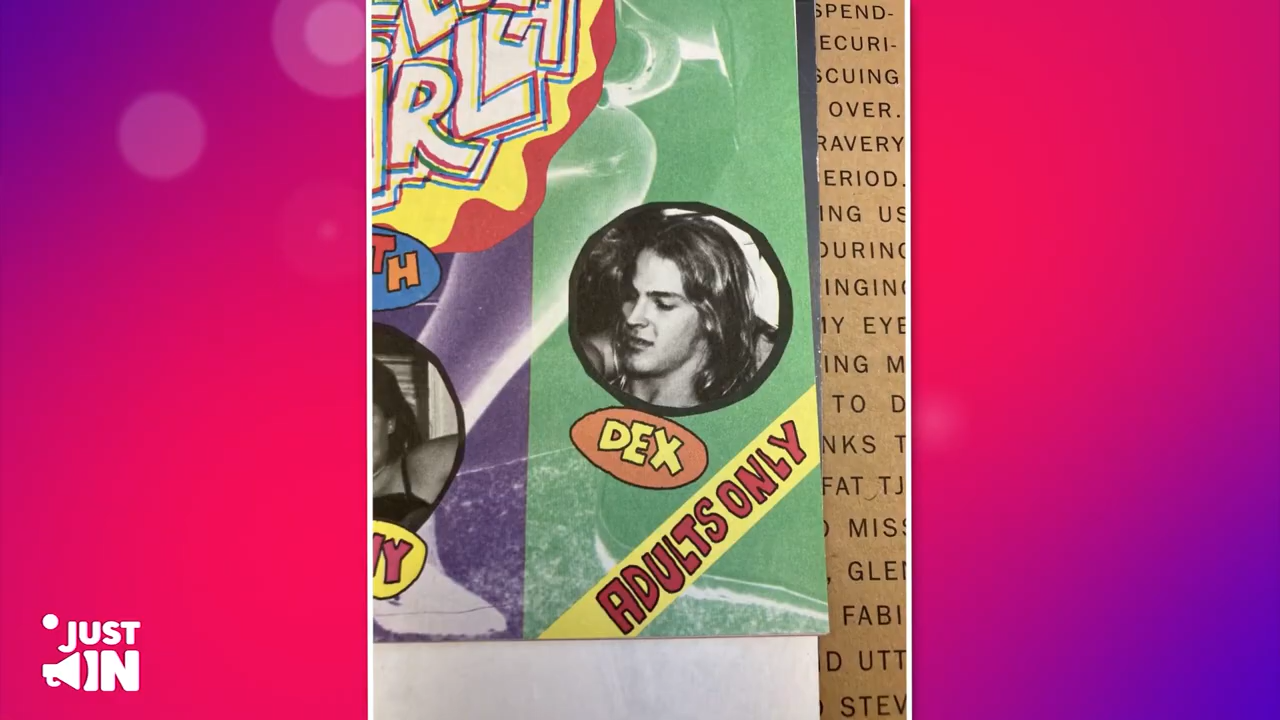 TH
DEX
NY
ADULTS ONLY
SPEND-
ECURI-
SCUING
OVER.
RAVERY
ERIOD.
ING US
DURING
INGING
MY EYE
ING M
TO D
NKS T
FAT TJ
MISS
, GLEN
FABI
D UTT
STEV
JUST
IN